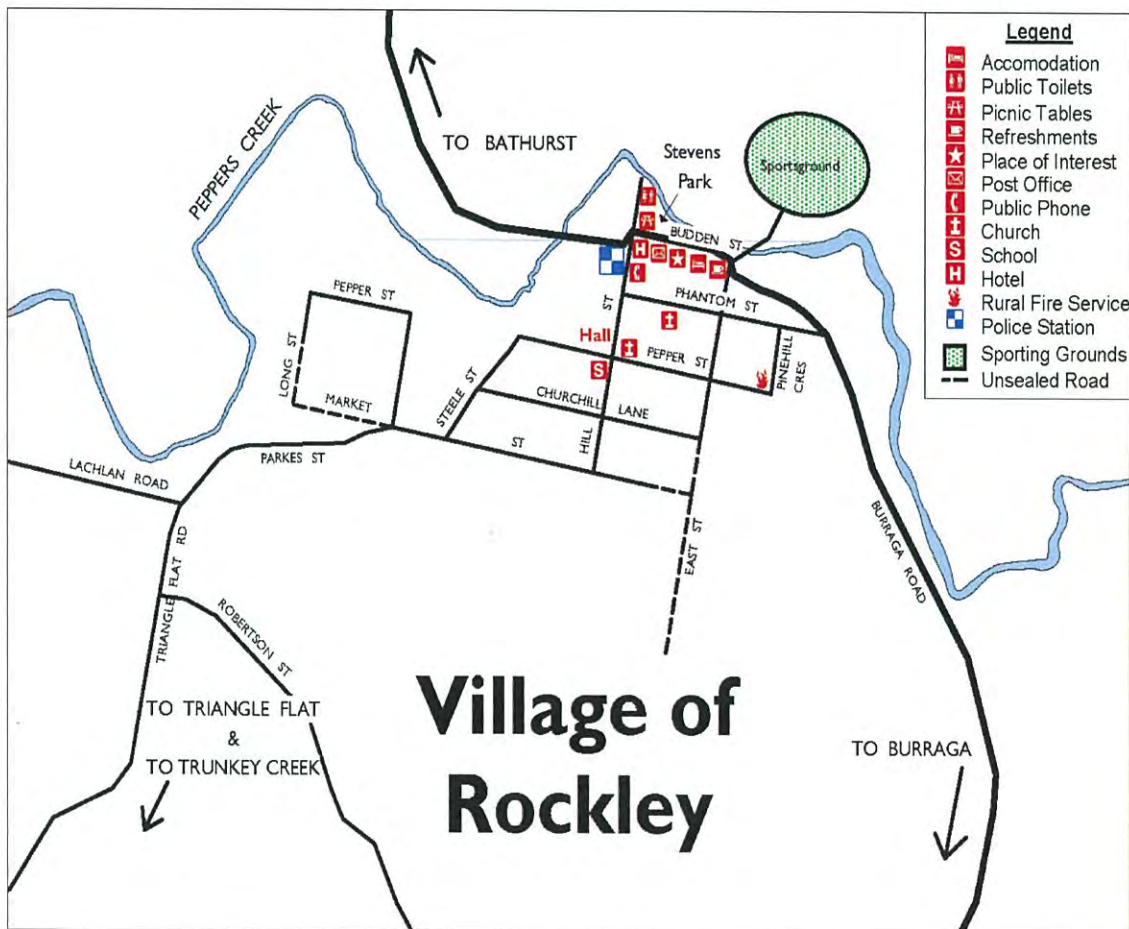 Legend
Accomodation
Public Toilets
Picnic Tables
Refreshments
Place of Interest
Post Office
Public Phone
Church
S School
H Hotel
Rural Fire Service
Police Station
Sporting Grounds
Unsealed Road
PEPPERS CREEK
TO BATHURST
Stevens
Park
Sportsground
BUDDEN ST
H
PHANTOM ST
ST
Hall
PEPPER ST
S
PINEHILL
CRES
PEPPER ST
LONG ST
MARKET
STEELE ST
CHURCHILL LANE
ST
HILL
PARKES ST
LACHLAN ROAD
EAST ST
BURRAGA ROAD
TRIANGLE FLAT RD
ROBERTSON ST
TO TRIANGLE FLAT
&
TO TRUNKEY CREEK
Village of
Rockley
TO BURRAGA